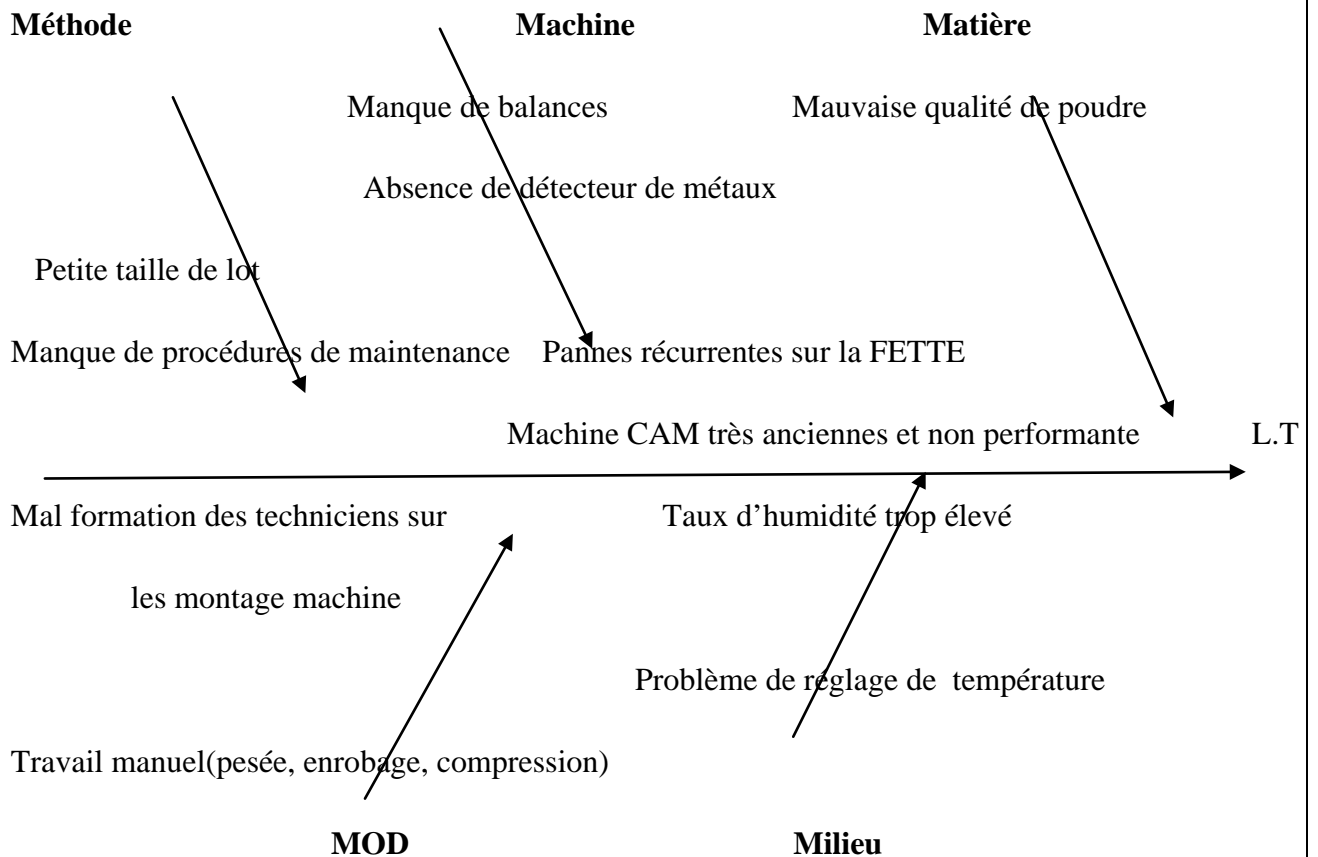 Méthode Machine Matière
Manque de balances Mauvaise qualité de poudre
Absence de détecteur de métaux
Petite taille de lot
Manque de procédures de maintenance Pannes récurrentes sur la FETTE
Machine CAM très anciennes et non performante L.T
Mal formation des techniciens sur Taux d’humidité trop élevé
les montage machine
Problème de réglage de température
Travail manuel(pesée, enrobage, compression)
MOD Milieu